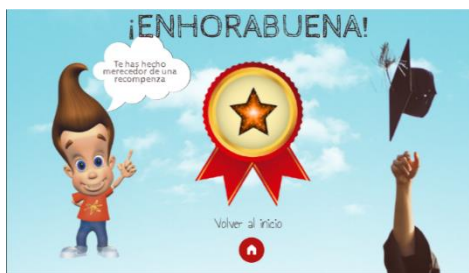 ¡ENHORABUENA!
Te has hecho
merecedor de una
recompenza
Volver al inicio